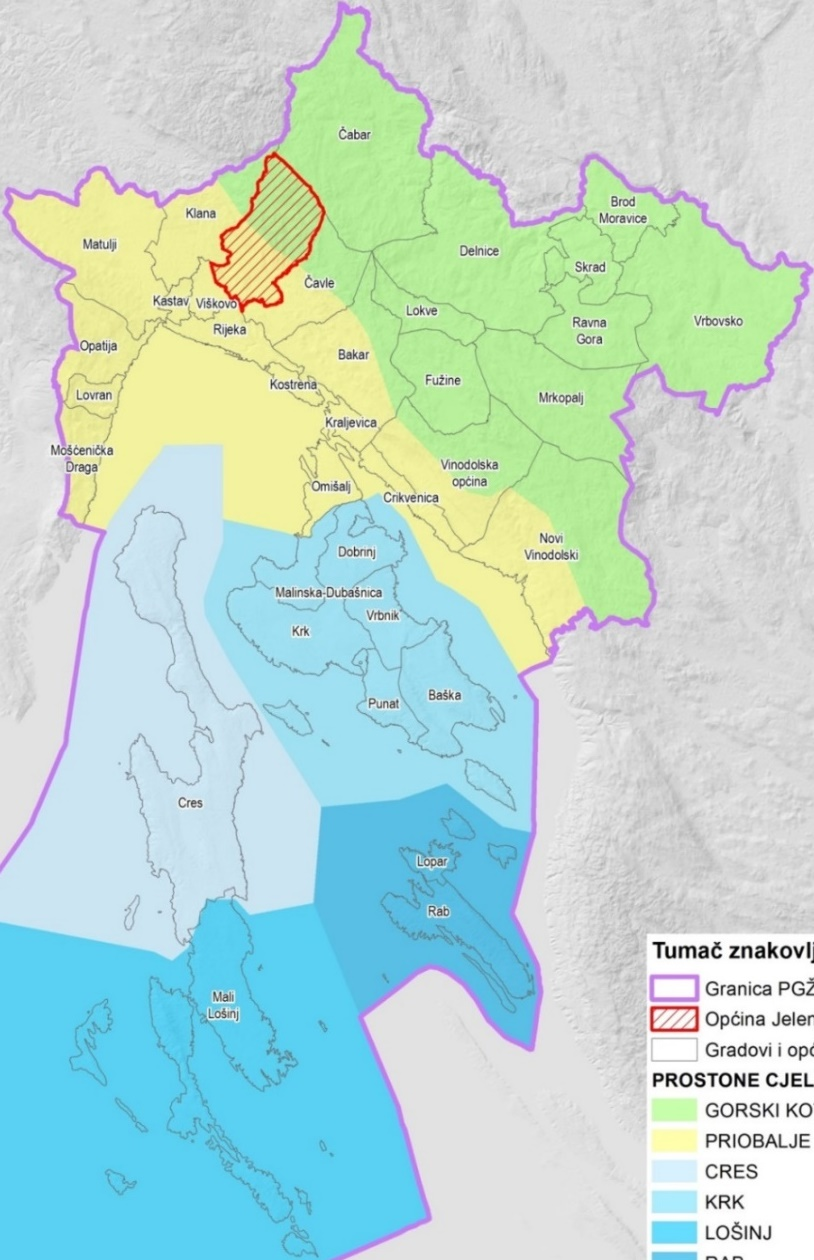 Čabar
Brod
Moravice
Klana
Matulji
Delnice
Skrad
Čavle
Kastav
Viškovo
Lokve
Vrbovsko
Rijeka
Ravna
Gora
Opatija
Bakar
Fužine
Kostrena
Lovran
Mrkopalj
Kraljevica
Mošćenička
Draga
Vinodolska
općina
Omišalj
Crikvenica
Novi
Vinodolski
Dobrinj
Malinska-Dubašnica
Vrbnik
Krk
Punat
Baška
Cres
Lopar
Rab
Mali
Lošinj
Tumač znakovlj
Granica PGŽ
Općina Jelen
Gradovi i opć
PROSTONE CJEL
GORSKI KO
PRIOBALJE
CRES
KRK
LOŠINJ
RAB